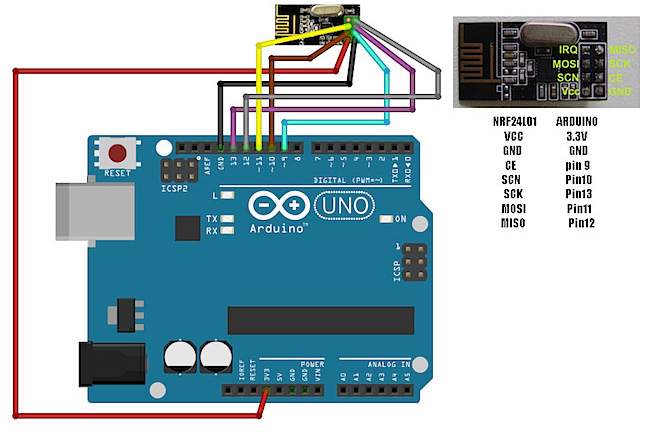 IRQ MISO
MOSI SCK
SCN CE
Vcc GND
NRF24L01 ARDUINO
VCC 3.3V
GND GND
CE pin 9
SCN Pin10
SCK Pin13
MOSI Pin11
MISO Pin12
RESET
ICSP2
AREF
GND
13
12
~11
~10
~9
8
7
~6
~5
4
~3
2
TX0▶1
RX0◀0
DIGITAL (PWM=~)
L
TX
RX
UNO
ON
Arduino™
1
ICSP
POWER
ANALOG IN
IOREF
RESET
3V3
5V
GND
GND
VIN
A0
A1
A2
A3
A4
A5